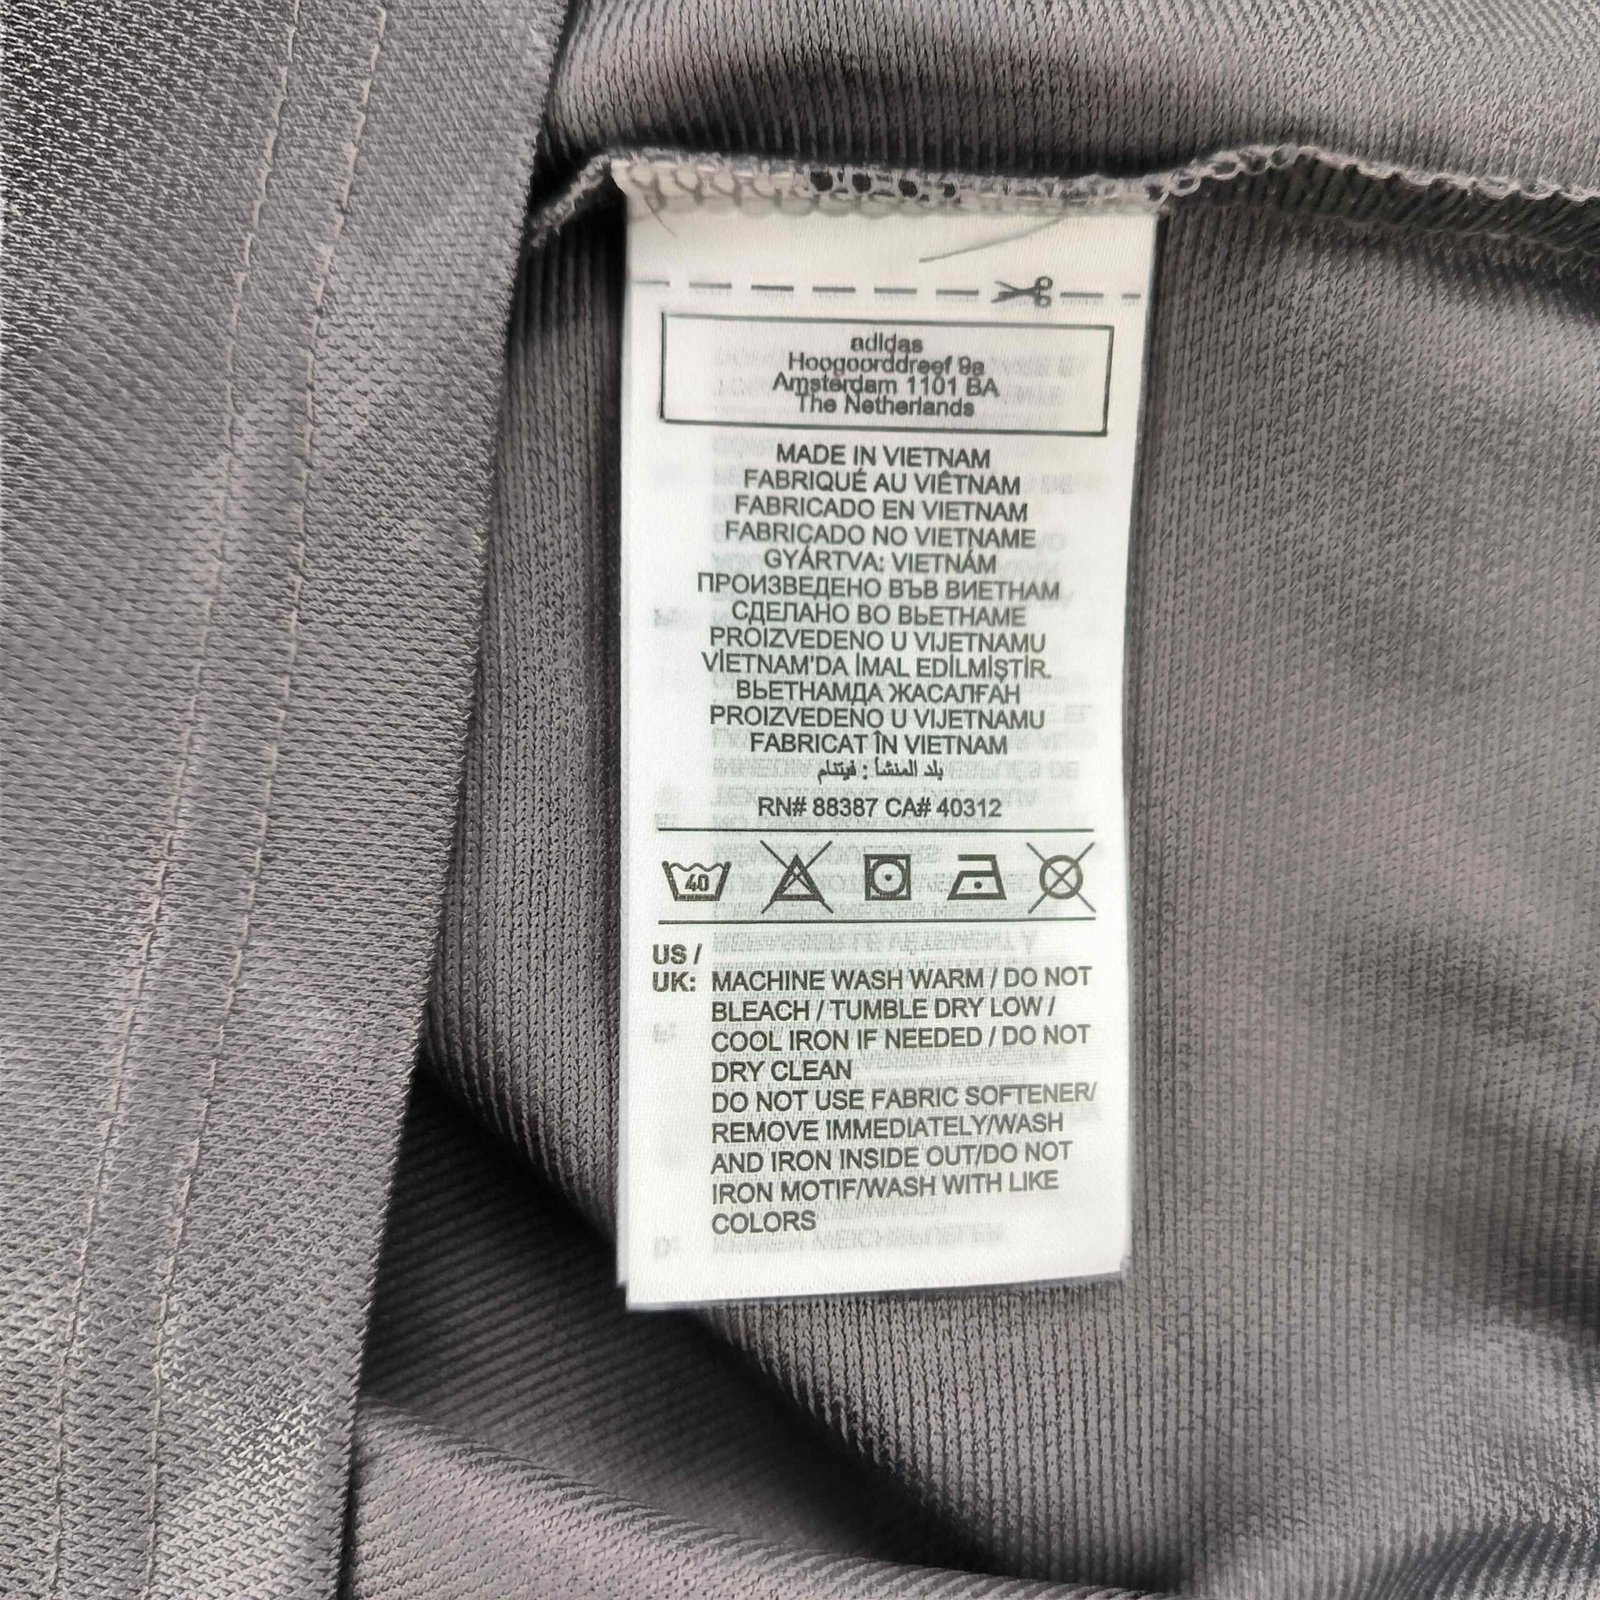 adidas
Hoogoorddreef 9a
Amsterdam 1101 BA
The Netherlands
MADE IN VIETNAM
FABRIQUÉ AU VIÊTNAM
FABRICADO EN VIETNAM
FABRICADO NO VIETNAME
GYÁRTVA: VIETNÁM
ПРОИЗВЕДЕНО ВЪВ ВИЕТНАМ
СДЕЛАНО ВО ВЬЕТНАМЕ
PROIZVEDENO U VIJETNAMU
VİETNAM'DA İMAL EDİLMİŞTİR.
ВЬЕТНАМДА ЖАСАЛҒАН
PROIZVEDENO U VIJETNAMU
FABRICAT ÎN VIETNAM
بلد المنشأ : فيتنام
RN# 88387 CA# 40312
40
US /
UK: MACHINE WASH WARM / DO NOT
BLEACH / TUMBLE DRY LOW /
COOL IRON IF NEEDED / DO NOT
DRY CLEAN
DO NOT USE FABRIC SOFTENER/
REMOVE IMMEDIATELY/WASH
AND IRON INSIDE OUT/DO NOT
IRON MOTIF/WASH WITH LIKE
COLORS